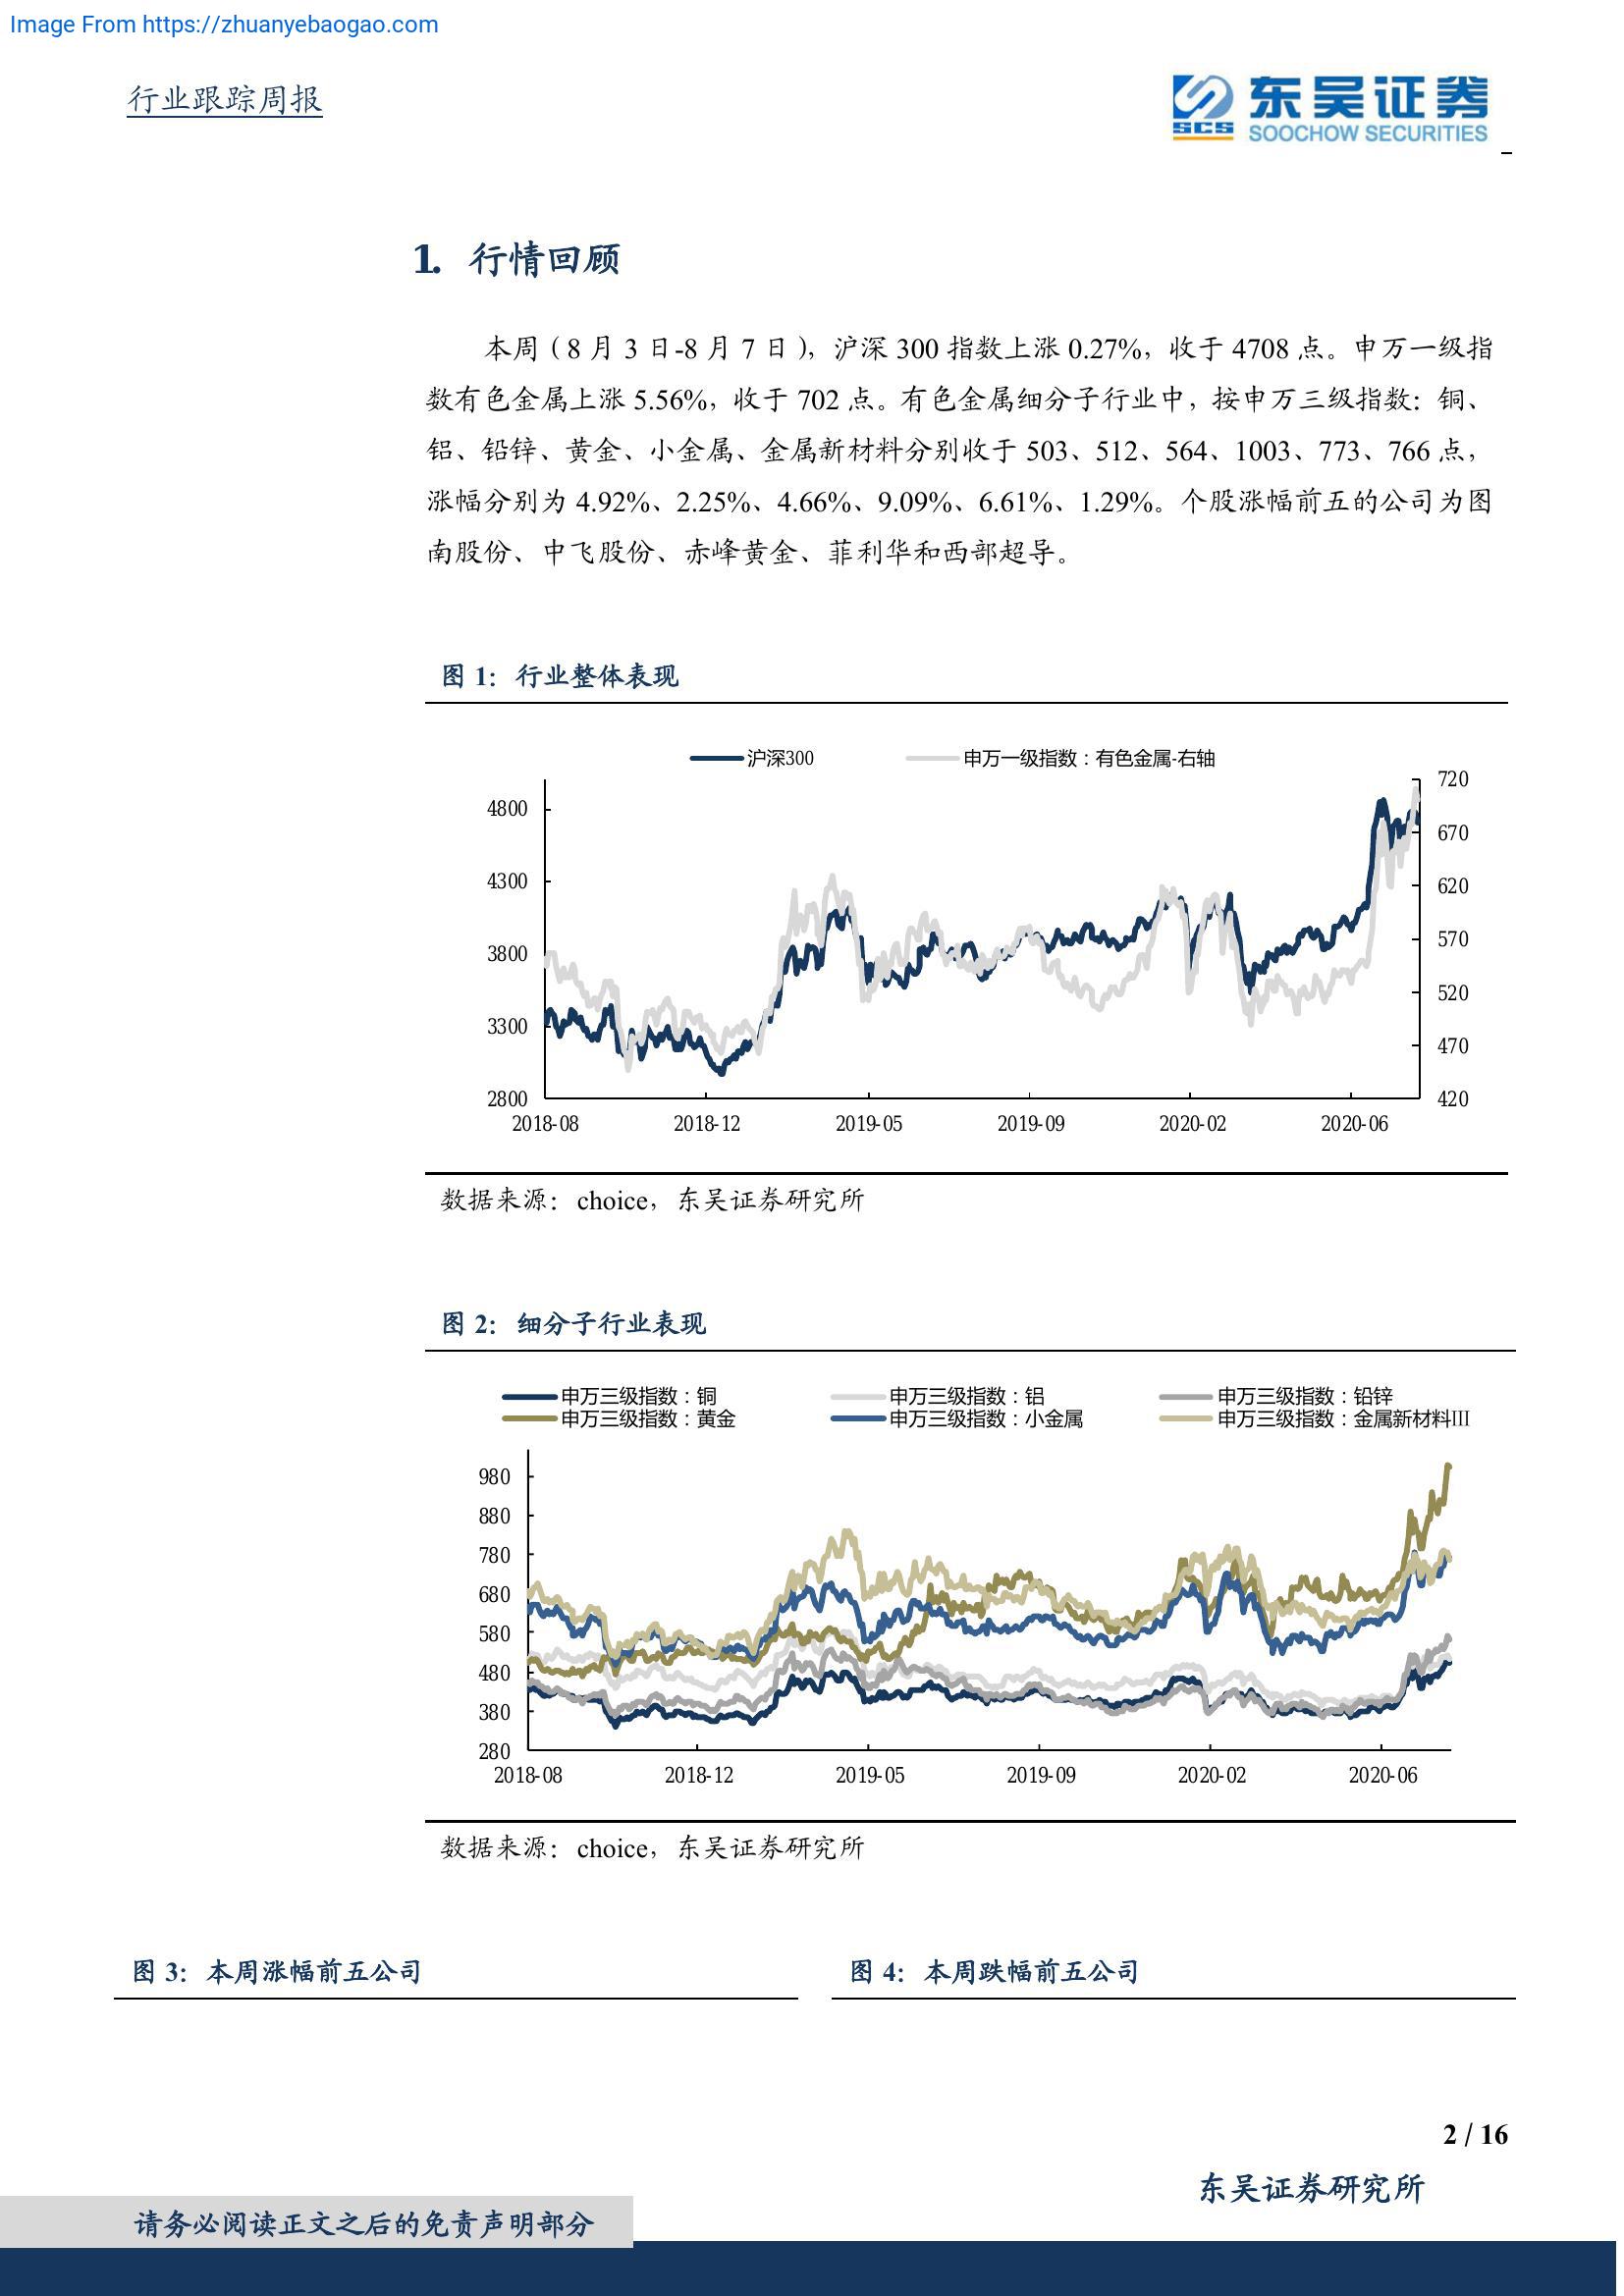 Image From https://zhuanyebaogao.com
行业跟踪周报
SCS 东吴证券
SOOCHOW SECURITIES
1. 行情回顾
本周（8 月 3 日-8 月 7 日），沪深 300 指数上涨 0.27%，收于 4708 点。申万一级指
数有色金属上涨 5.56%，收于 702 点。有色金属细分子行业中，按申万三级指数：铜、
铝、铅锌、黄金、小金属、金属新材料分别收于 503、512、564、1003、773、766 点，
涨幅分别为 4.92%、2.25%、4.66%、9.09%、6.61%、1.29%。个股涨幅前五的公司为图
南股份、中飞股份、赤峰黄金、菲利华和西部超导。
图 1：行业整体表现
沪深300 申万一级指数：有色金属-右轴
4800
4300
3800
3300
2800
720
670
620
570
520
470
420
2018-08 2018-12 2019-05 2019-09 2020-02 2020-06
数据来源：choice，东吴证券研究所
图 2：细分子行业表现
申万三级指数：铜 申万三级指数：铝 申万三级指数：铅锌
申万三级指数：黄金 申万三级指数：小金属 申万三级指数：金属新材料III
980
880
780
680
580
480
380
280
2018-08 2018-12 2019-05 2019-09 2020-02 2020-06
数据来源：choice，东吴证券研究所
图 3：本周涨幅前五公司
图 4：本周跌幅前五公司
2 / 16
东吴证券研究所
请务必阅读正文之后的免责声明部分